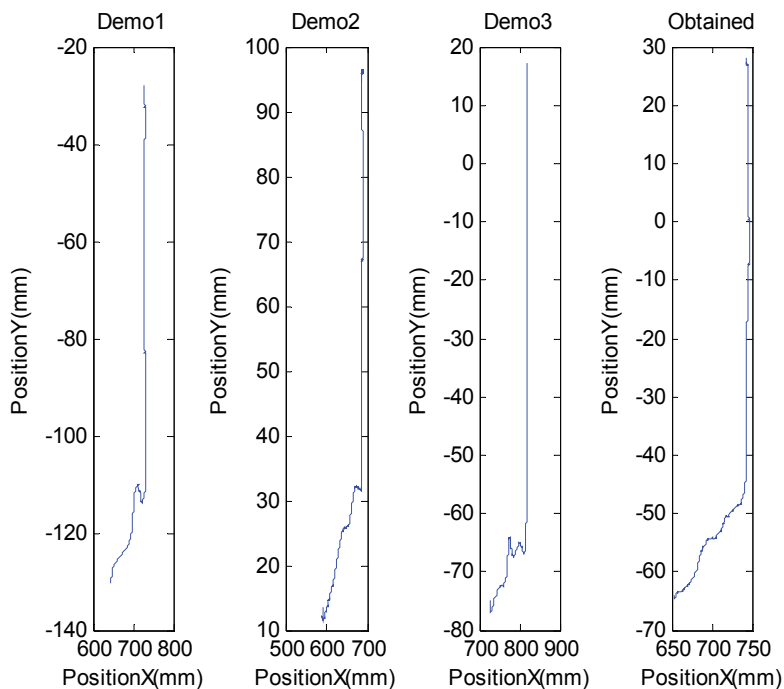 Demo1
-20
-40
-60
-80
-100
-120
-140
600 700 800
PositionX(mm)
PositionY(mm)
Demo2
100
90
80
70
60
50
40
30
20
10
500 600 700
PositionX(mm)
PositionY(mm)
Demo3
20
10
0
-10
-20
-30
-40
-50
-60
-70
-80
700 800 900
PositionX(mm)
PositionY(mm)
Obtained
30
20
10
0
-10
-20
-30
-40
-50
-60
-70
650 700 750
PositionX(mm)
PositionY(mm)